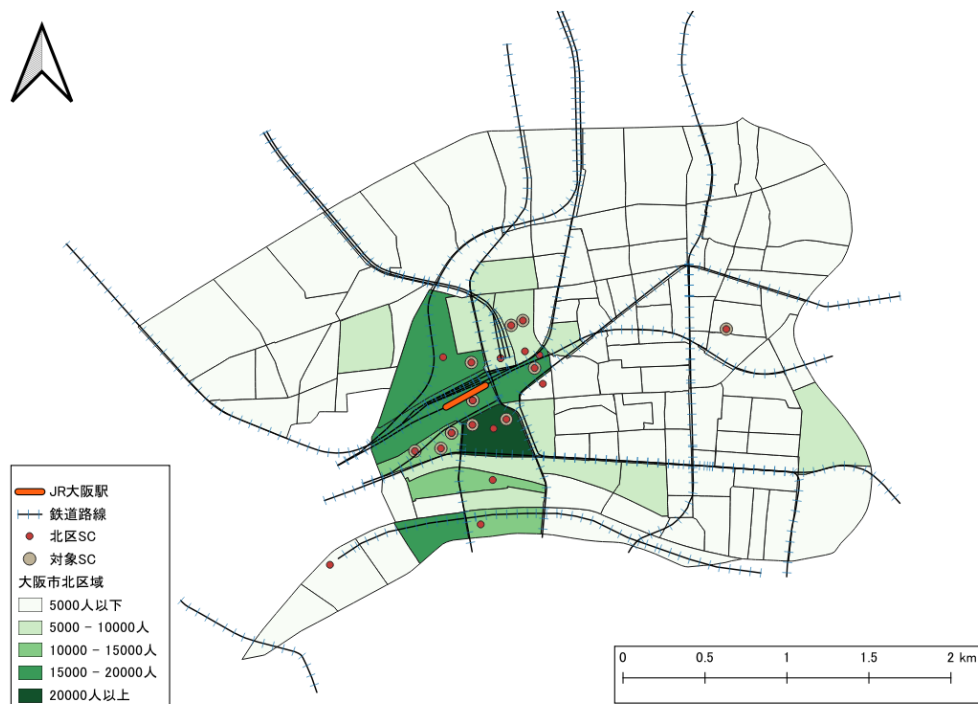 JR大阪駅
鉄道路線
北区SC
対象SC
大阪市北区域
5000人以下
5000 - 10000人
10000 - 15000人
15000 - 20000人
20000人以上
0 0.5 1 1.5 2 km